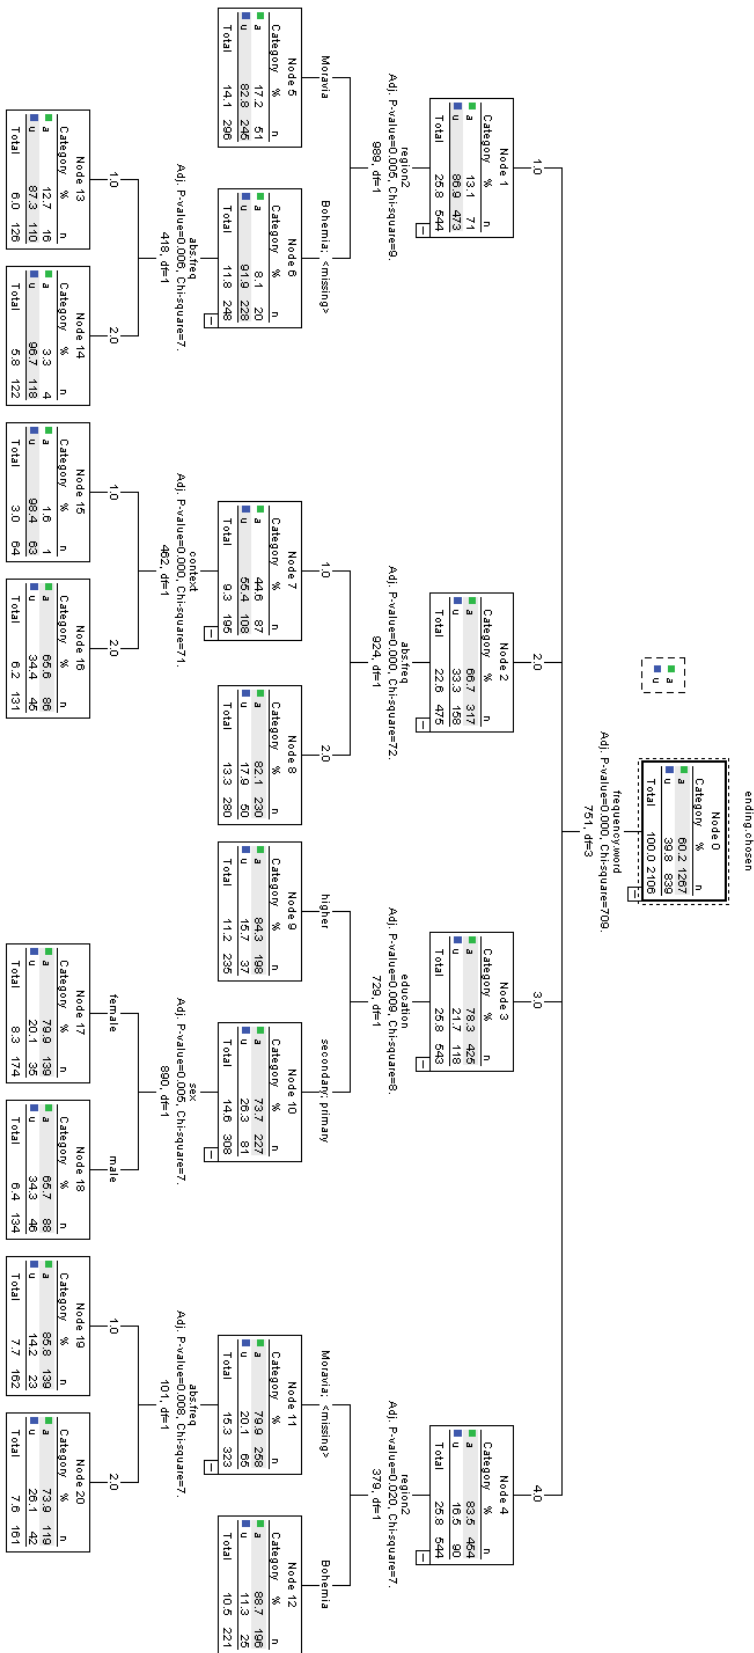 ending.chosen
Node 0
Category % n
a 60.2 1267
u 39.8 839
Total 100.0 2106
a
u
frequency.word
Adj. P-value=0.000, Chi-square=709.
751, df=3
1.0
2.0
3.0
4.0
Node 1
Category % n
a 13.1 71
u 86.9 473
Total 25.8 544
Node 2
Category % n
a 66.7 317
u 33.3 158
Total 22.6 475
Node 3
Category % n
a 78.3 425
u 21.7 118
Total 25.8 543
Node 4
Category % n
a 83.5 454
u 16.5 90
Total 25.8 544
region2
Adj. P-value=0.005, Chi-square=9.
989, df=1
abs.freq
Adj. P-value=0.000, Chi-square=72.
924, df=1
education
Adj. P-value=0.009, Chi-square=8.
729, df=1
region2
Adj. P-value=0.020, Chi-square=7.
379, df=1
Moravia
Bohemia; <missing>
1.0
2.0
higher
secondary; primary
Moravia; <missing>
Bohemia
Node 5
Category % n
a 17.2 51
u 82.8 245
Total 14.1 296
Node 6
Category % n
a 8.1 20
u 91.9 228
Total 11.8 248
Node 7
Category % n
a 44.6 87
u 55.4 108
Total 9.3 195
Node 8
Category % n
a 82.1 230
u 17.9 50
Total 13.3 280
Node 9
Category % n
a 84.3 198
u 15.7 37
Total 11.2 235
Node 10
Category % n
a 73.7 227
u 26.3 81
Total 14.6 308
Node 11
Category % n
a 79.9 258
u 20.1 65
Total 15.3 323
Node 12
Category % n
a 88.7 196
u 11.3 25
Total 10.5 221
abs.freq
Adj. P-value=0.006, Chi-square=7.
418, df=1
context
Adj. P-value=0.000, Chi-square=71.
462, df=1
sex
Adj. P-value=0.005, Chi-square=7.
890, df=1
abs.freq
Adj. P-value=0.008, Chi-square=7.
101, df=1
1.0
2.0
1.0
2.0
female
male
1.0
2.0
Node 13
Category % n
a 12.7 16
u 87.3 110
Total 6.0 126
Node 14
Category % n
a 3.3 4
u 96.7 118
Total 5.8 122
Node 15
Category % n
a 1.6 1
u 98.4 63
Total 3.0 64
Node 16
Category % n
a 65.6 86
u 34.4 45
Total 6.2 131
Node 17
Category % n
a 79.9 139
u 20.1 35
Total 8.3 174
Node 18
Category % n
a 65.7 88
u 34.3 46
Total 6.4 134
Node 19
Category % n
a 85.8 139
u 14.2 23
Total 7.7 162
Node 20
Category % n
a 73.9 119
u 26.1 42
Total 7.6 161